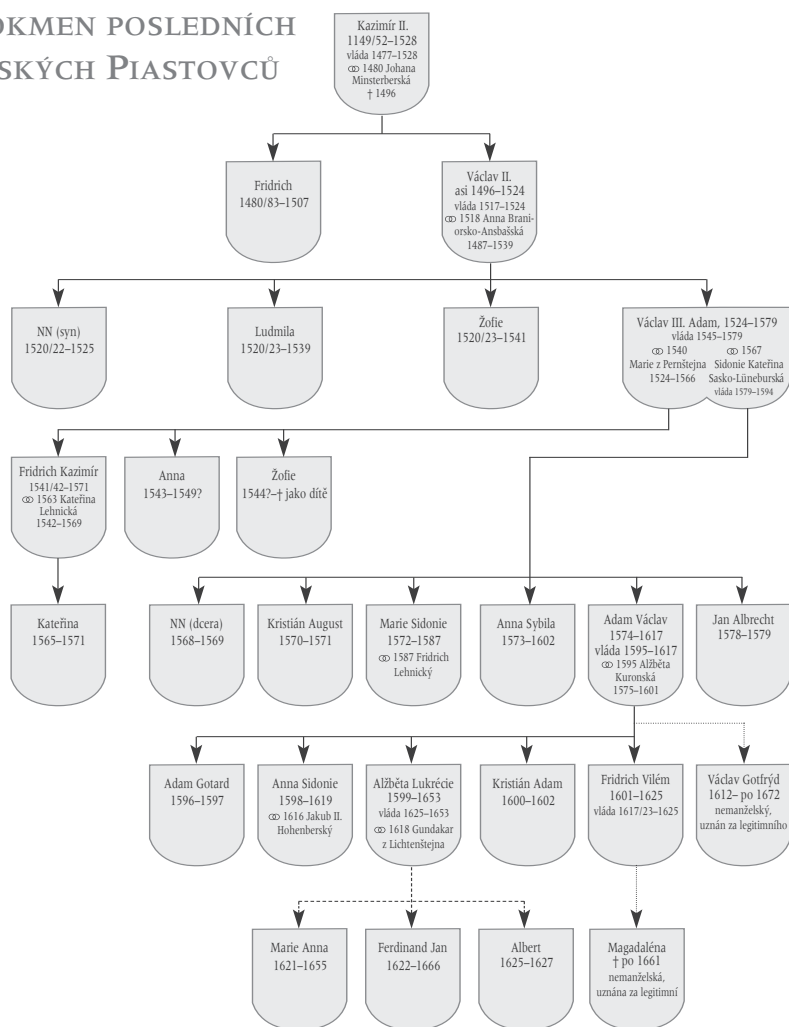 OKMEN POSLEDNÍCH
SKÝCH PIASTOVCŮ
Kazimír II.
1149/52–1528
vláda 1477–1528
⚭ 1480 Johana
Minsterberská
† 1496
Fridrich
1480/83–1507
Václav II.
asi 1496–1524
vláda 1517–1524
⚭ 1518 Anna Brani-
orsko-Ansbašská
1487–1539
NN (syn)
1520/22–1525
Ludmila
1520/23–1539
Žofie
1520/23–1541
Václav III. Adam, 1524–1579
vláda 1545–1579
⚭ 1540
Marie z Pernštejna
1524–1566
⚭ 1567
Sidonie Kateřina
Sasko-Lüneburská
vláda 1579–1594
Fridrich Kazimír
1541/42–1571
⚭ 1563 Kateřina
Lehnická
1542–1569
Anna
1543–1549?
Žofie
1544?–† jako dítě
Kateřina
1565–1571
NN (dcera)
1568–1569
Kristián August
1570–1571
Marie Sidonie
1572–1587
⚭ 1587 Fridrich
Lehnický
Anna Sybila
1573–1602
Adam Václav
1574–1617
vláda 1595–1617
⚭ 1595 Alžběta
Kuronská
1575–1601
Jan Albrecht
1578–1579
Adam Gotard
1596–1597
Anna Sidonie
1598–1619
⚭ 1616 Jakub II.
Hohenberský
Alžběta Lukrécie
1599–1653
vláda 1625–1653
⚭ 1618 Gundakar
z Lichtenštejna
Kristián Adam
1600–1602
Fridrich Vilém
1601–1625
vláda 1617/23–1625
Václav Gotfrýd
1612– po 1672
nemanželský,
uznán za legitimního
Marie Anna
1621–1655
Ferdinand Jan
1622–1666
Albert
1625–1627
Magadaléna
† po 1661
nemanželská,
uznána za legitimní